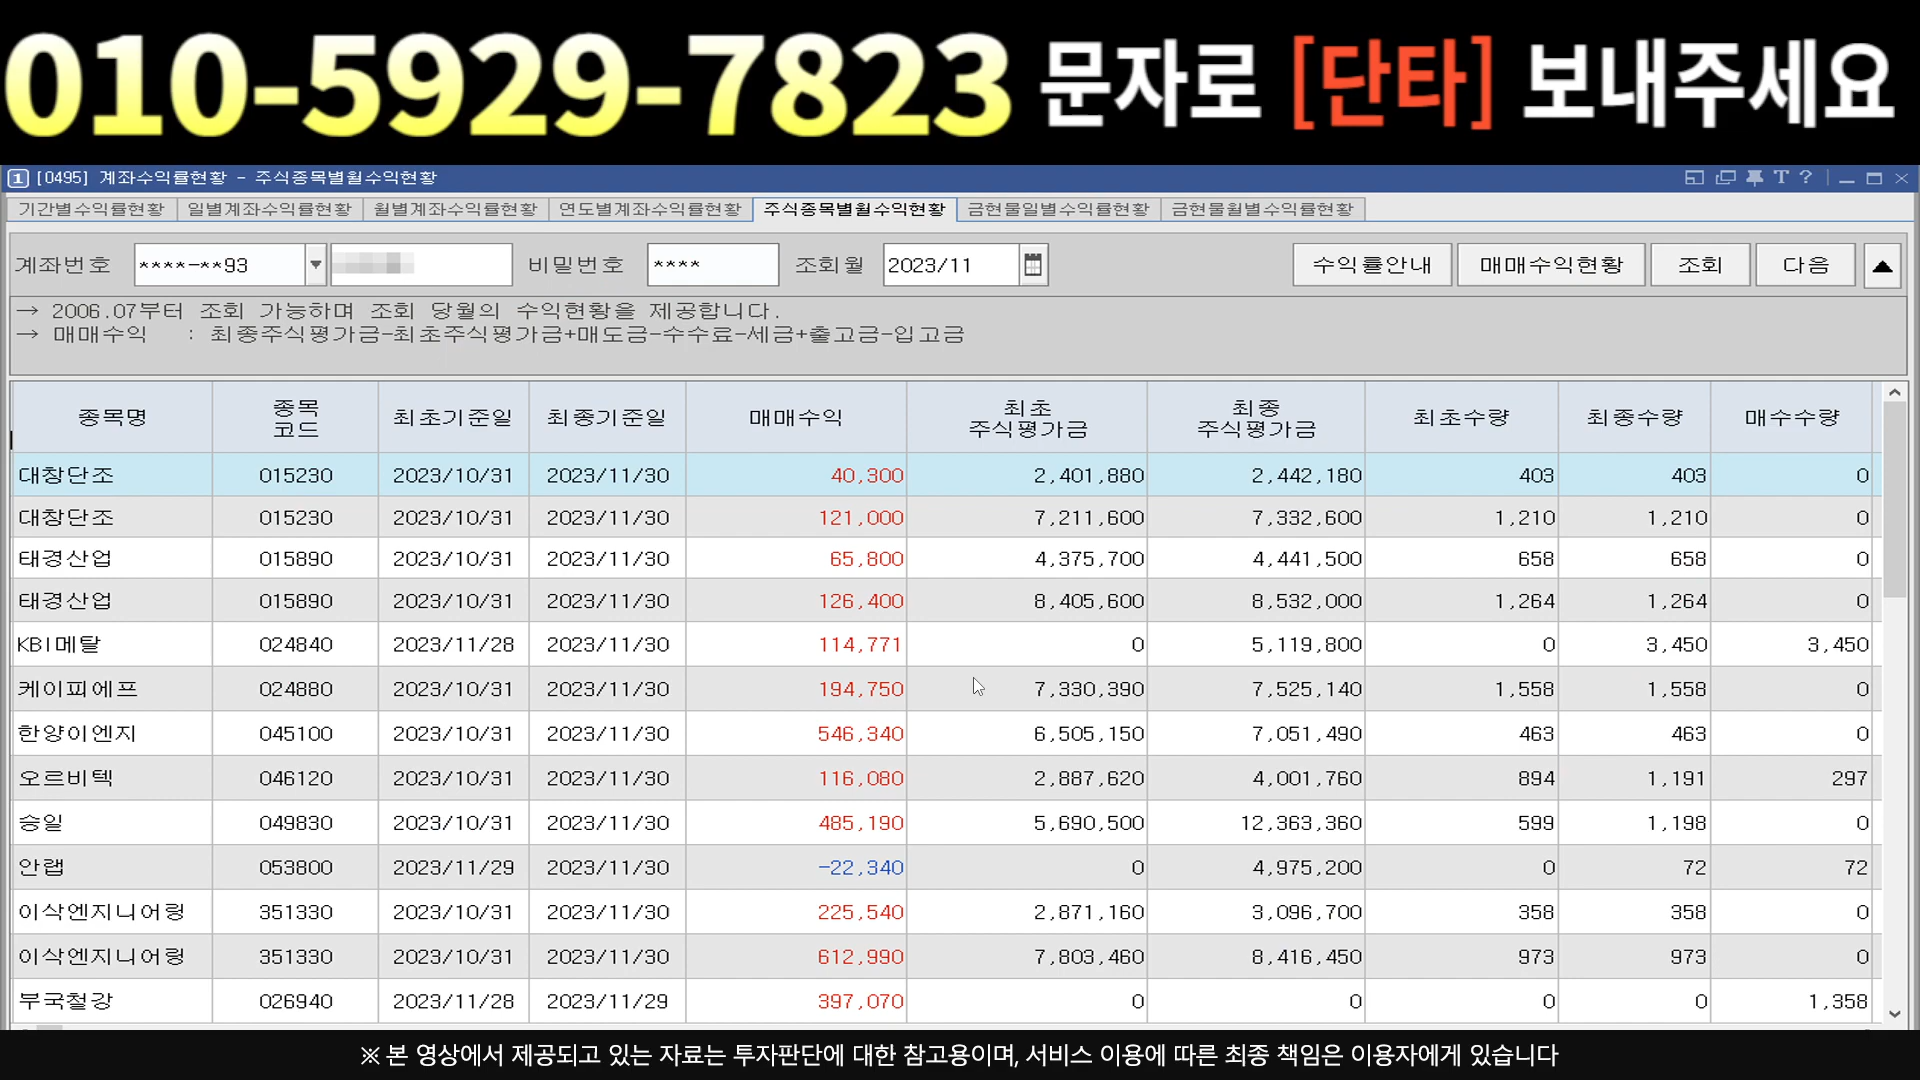 010-5929-7823 문자로 [단타] 보내주세요
1 [0495] 계좌수익률현황 - 주식종목별월수익현황 T ?
기간별수익률현황 일별계좌수익률현황 월별계좌수익률현황 연도별계좌수익률현황 주식종목별월수익현황 금현물일별수익률현황 금현물월별수익률현황
계좌번호 ****-**93 비밀번호 **** 조회월 2023/11 수익률안내 매매수익현황 조회 다음 ▲
→ 2006.07부터 조회 가능하며 조회 당월의 수익현황을 제공합니다.
→ 매매수익 : 최종주식평가금-최초주식평가금+매도금-수수료-세금+출고금-입고금
종목명 종목코드 최초기준일 최종기준일 매매수익 최초주식평가금 최종주식평가금 최초수량 최종수량 매수수량
대창단조 015230 2023/10/31 2023/11/30 40,300 2,401,880 2,442,180 403 403 0
대창단조 015230 2023/10/31 2023/11/30 121,000 7,211,600 7,332,600 1,210 1,210 0
태경산업 015890 2023/10/31 2023/11/30 65,800 4,375,700 4,441,500 658 658 0
태경산업 015890 2023/10/31 2023/11/30 126,400 8,405,600 8,532,000 1,264 1,264 0
KBI메탈 024840 2023/11/28 2023/11/30 114,771 0 5,119,800 0 3,450 3,450
케이피에프 024880 2023/10/31 2023/11/30 194,750 7,330,390 7,525,140 1,558 1,558 0
한양이엔지 045100 2023/10/31 2023/11/30 546,340 6,505,150 7,051,490 463 463 0
오르비텍 046120 2023/10/31 2023/11/30 116,080 2,887,620 4,001,760 894 1,191 297
승일 049830 2023/10/31 2023/11/30 485,190 5,690,500 12,363,360 599 1,198 0
안랩 053800 2023/11/29 2023/11/30 -22,340 0 4,975,200 0 72 72
이삭엔지니어링 351330 2023/10/31 2023/11/30 225,540 2,871,160 3,096,700 358 358 0
이삭엔지니어링 351330 2023/10/31 2023/11/30 612,990 7,803,460 8,416,450 973 973 0
부국철강 026940 2023/11/28 2023/11/29 397,070 0 0 0 0 1,358
※ 본 영상에서 제공되고 있는 자료는 투자판단에 대한 참고용이며, 서비스 이용에 따른 최종 책임은 이용자에게 있습니다